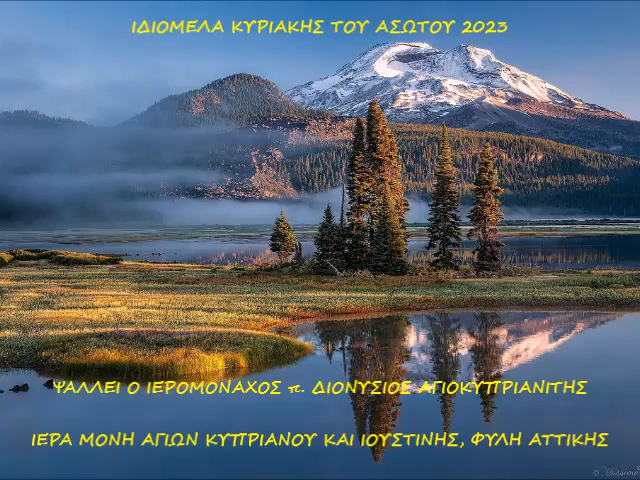 ΙΔΙΟΜΕΛΑ ΚΥΡΙΑΚΗΣ ΤΟΥ ΑΣΩΤΟΥ 2023
ΨΑΛΛΕΙ Ο ΙΕΡΟΜΟΝΑΧΟΣ π. ΔΙΟΝΥΣΙΟΣ ΑΓΙΟΚΥΠΡΙΑΝΙΤΗΣ
ΙΕΡΑ ΜΟΝΗ ΑΓΙΩΝ ΚΥΠΡΙΑΝΟΥ ΚΑΙ ΙΟΥΣΤΙΝΗΣ, ΦΥΛΗ ΑΤΤΙΚΗΣ